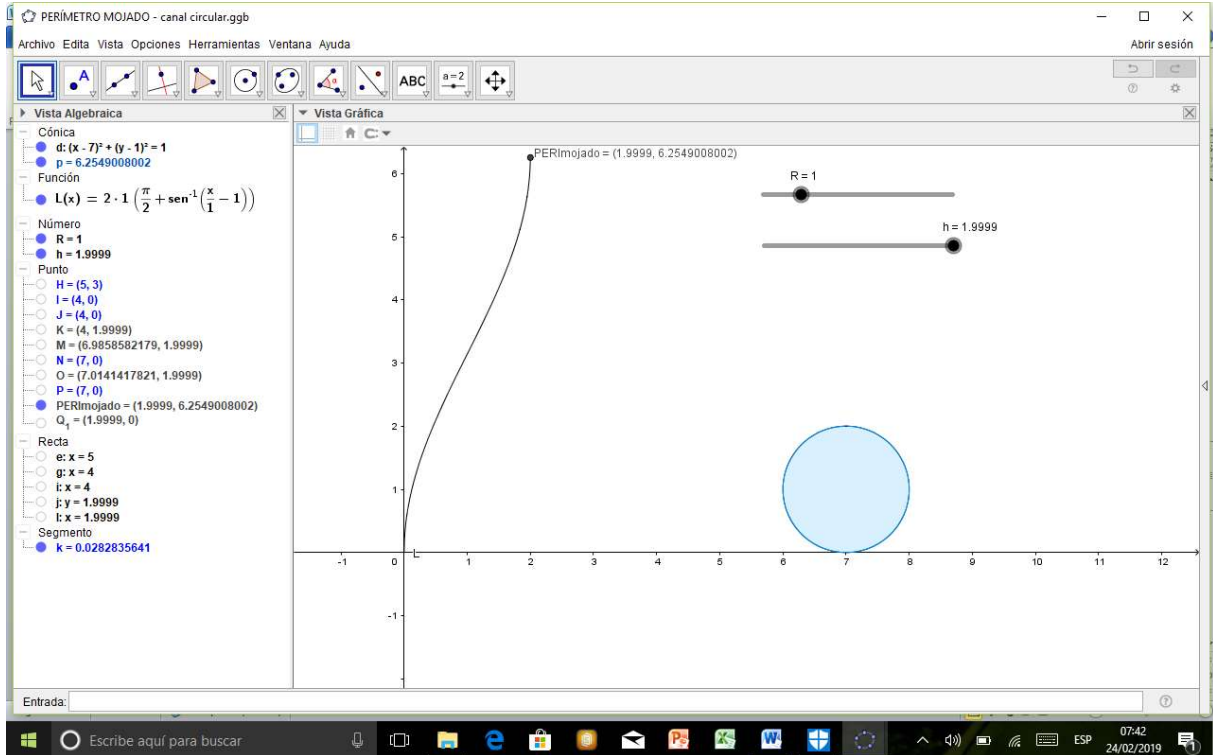 PERÍMETRO MOJADO - canal circular.ggb
Archivo Edita Vista Opciones Herramientas Ventana Ayuda
Abrir sesión
A
α
ABC
a=2
Vista Algebraica
Cónica
d: (x - 7)² + (y - 1)² = 1
p = 6.2549008002
Función
L(x) = 2 · 1 (π/2 + sen⁻¹(x/1 − 1))
Número
R = 1
h = 1.9999
Punto
H = (5, 3)
I = (4, 0)
J = (4, 0)
K = (4, 1.9999)
M = (6.9858582179, 1.9999)
N = (7, 0)
O = (7.0141417821, 1.9999)
P = (7, 0)
PERImojado = (1.9999, 6.2549008002)
Q₁ = (1.9999, 0)
Recta
e: x = 5
g: x = 4
i: x = 4
j: y = 1.9999
l: x = 1.9999
Segmento
k = 0.0282835641
Vista Gráfica
PERImojado = (1.9999, 6.2549008002)
R = 1
h = 1.9999
6
5
4
3
2
1
L
-1 0 1 2 3 4 5 6 7 8 9 10 11 12
-1
Entrada:
Escribe aquí para buscar
ESP
07:42
24/02/2019